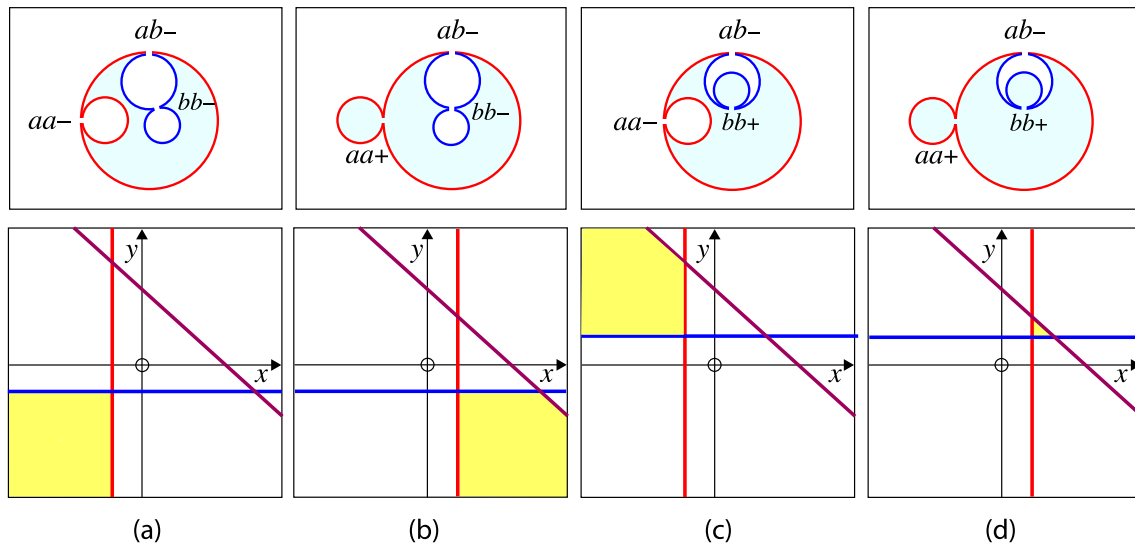 ab− ab− ab− ab−
aa− bb− aa+ bb− aa− bb+ aa+ bb+
y y y y
x x x x
(a) (b) (c) (d)